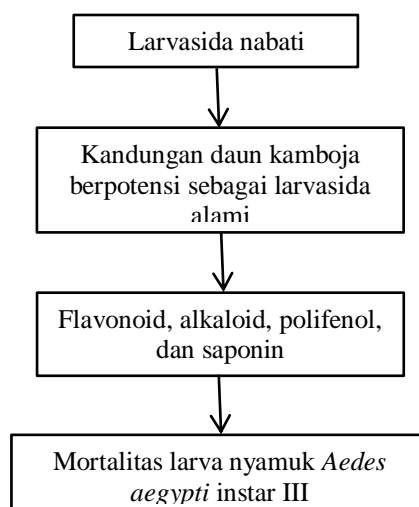 Larvasida nabati
Kandungan daun kamboja
berpotensi sebagai larvasida
alami
Flavonoid, alkaloid, polifenol,
dan saponin
Mortalitas larva nyamuk Aedes
aegypti instar III